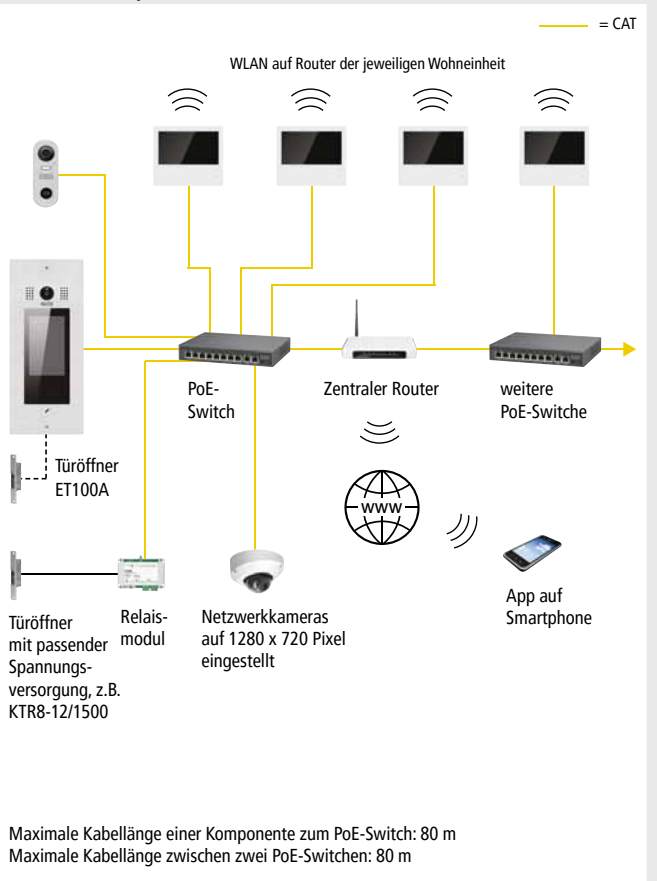 = CAT
WLAN auf Router der jeweiligen Wohneinheit
PoE-
Switch
Zentraler Router
weitere
PoE-Switche
Türöffner
ET100A
www
App auf
Smartphone
Türöffner
mit passender
Spannungs-
versorgung, z.B.
KTR8-12/1500
Relais-
modul
Netzwerkkameras
auf 1280 x 720 Pixel
eingestellt
Maximale Kabellänge einer Komponente zum PoE-Switch: 80 m
Maximale Kabellänge zwischen zwei PoE-Switchen: 80 m